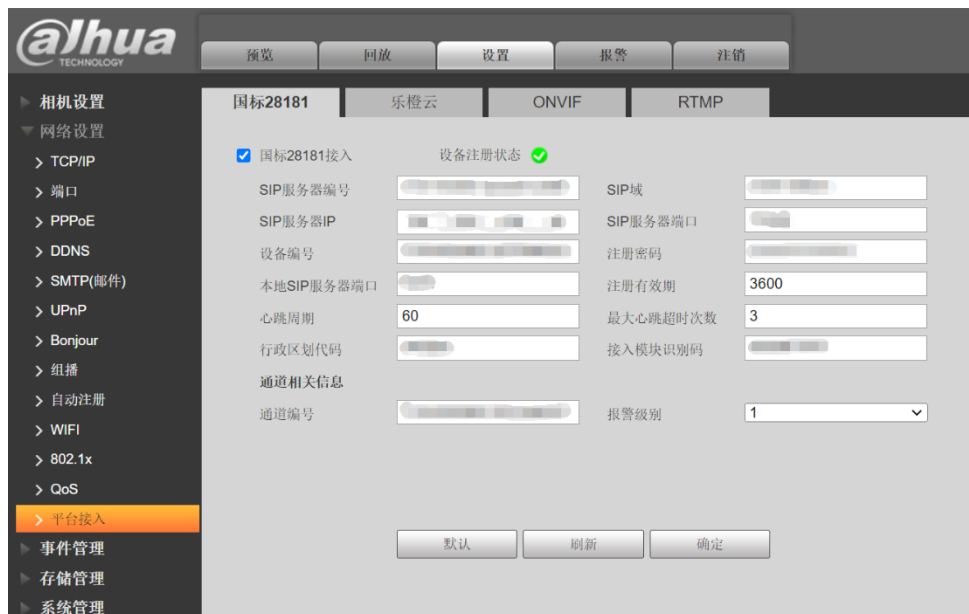 alhua
TECHNOLOGY
预览 回放 设置 报警 注销
相机设置
网络设置
TCP/IP
端口
PPPoE
DDNS
SMTP(邮件)
UPnP
Bonjour
组播
自动注册
WIFI
802.1x
QoS
平台接入
事件管理
存储管理
系统管理
国标28181 乐橙云 ONVIF RTMP
国标28181接入 设备注册状态
SIP服务器编号 SIP域
SIP服务器IP SIP服务器端口
设备编号 注册密码
本地SIP服务器端口 注册有效期 3600
心跳周期 60 最大心跳超时次数 3
行政区划代码 接入模块识别码
通道相关信息
通道编号 报警级别 1
默认 刷新 确定